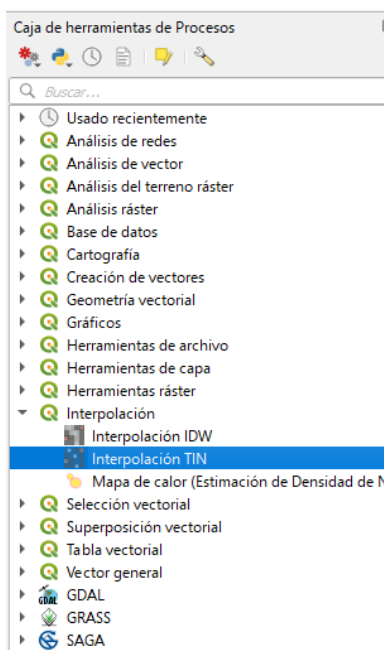 Caja de herramientas de Procesos
Buscar...
Usado recientemente
Análisis de redes
Análisis de vector
Análisis del terreno ráster
Análisis ráster
Base de datos
Cartografía
Creación de vectores
Geometría vectorial
Gráficos
Herramientas de archivo
Herramientas de capa
Herramientas ráster
Interpolación
Interpolación IDW
Interpolación TIN
Mapa de calor (Estimación de Densidad de N
Selección vectorial
Superposición vectorial
Tabla vectorial
Vector general
GDAL
GRASS
SAGA